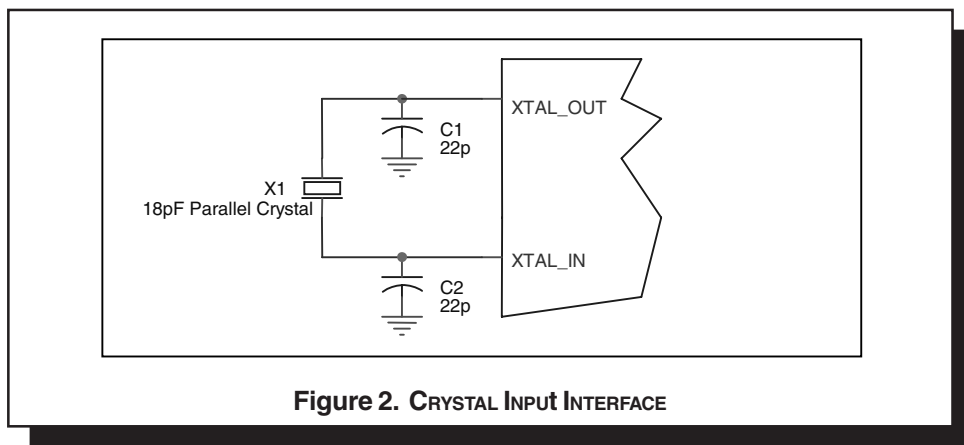 XTAL_OUT
C1
22p
X1
18pF Parallel Crystal
XTAL_IN
C2
22p
Figure 2. CRYSTAL INPUt INTERFACE